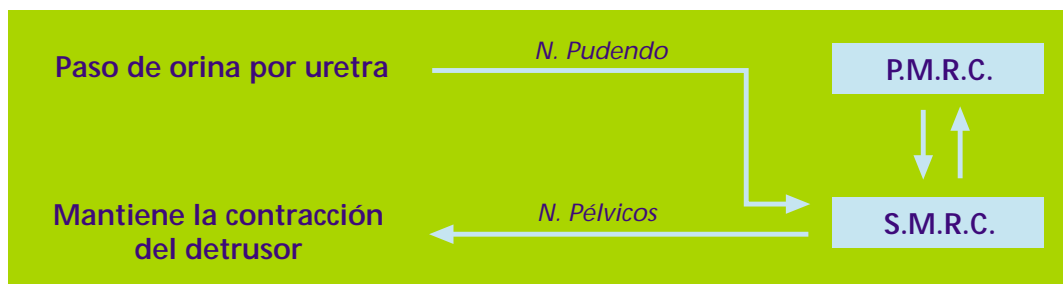 Paso de orina por uretra
N. Pudendo
P.M.R.C.
Mantiene la contracción
del detrusor
N. Pélvicos
S.M.R.C.